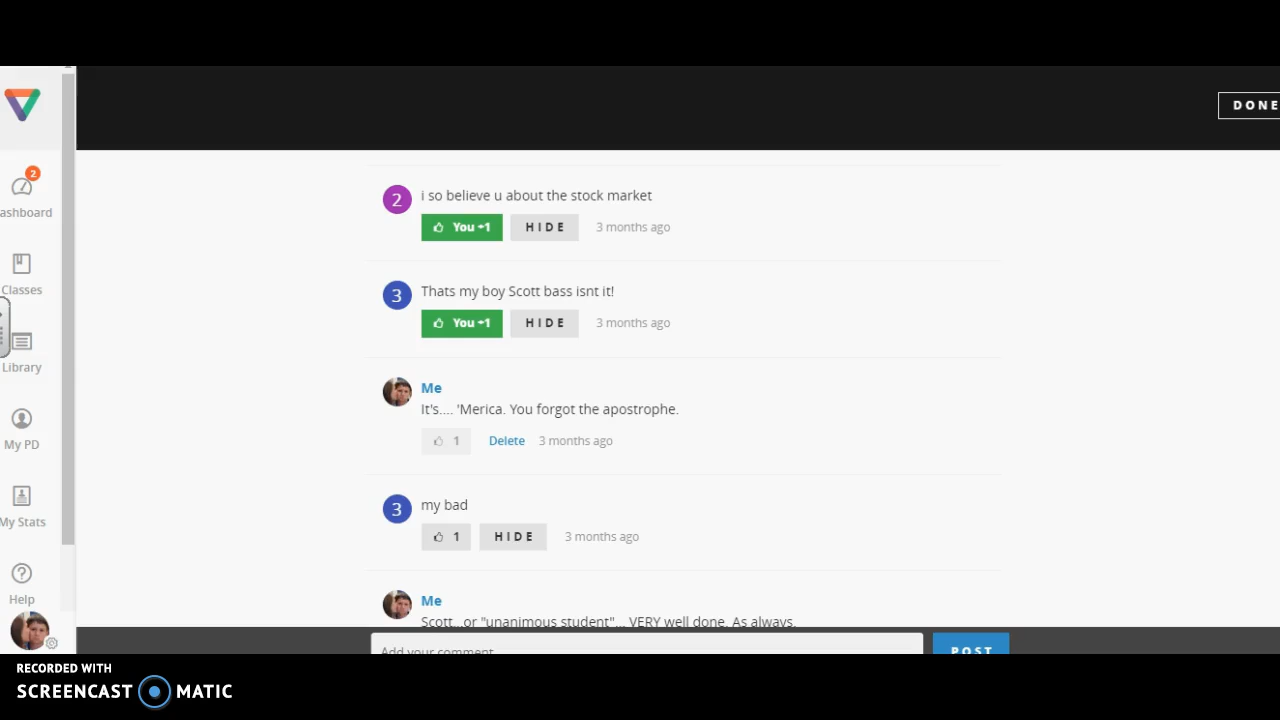 DONE
2
ashboard
Classes
Library
My PD
My Stats
Help
2
i so believe u about the stock market
You +1 HIDE 3 months ago
3
Thats my boy Scott bass isnt it!
You +1 HIDE 3 months ago
Me
It's.... 'Merica. You forgot the apostrophe.
1 Delete 3 months ago
3
my bad
1 HIDE 3 months ago
Me
Scott...or "unanimous student"... VERY well done. As always.
Add your comment
POST
RECORDED WITH
SCREENCAST MATIC